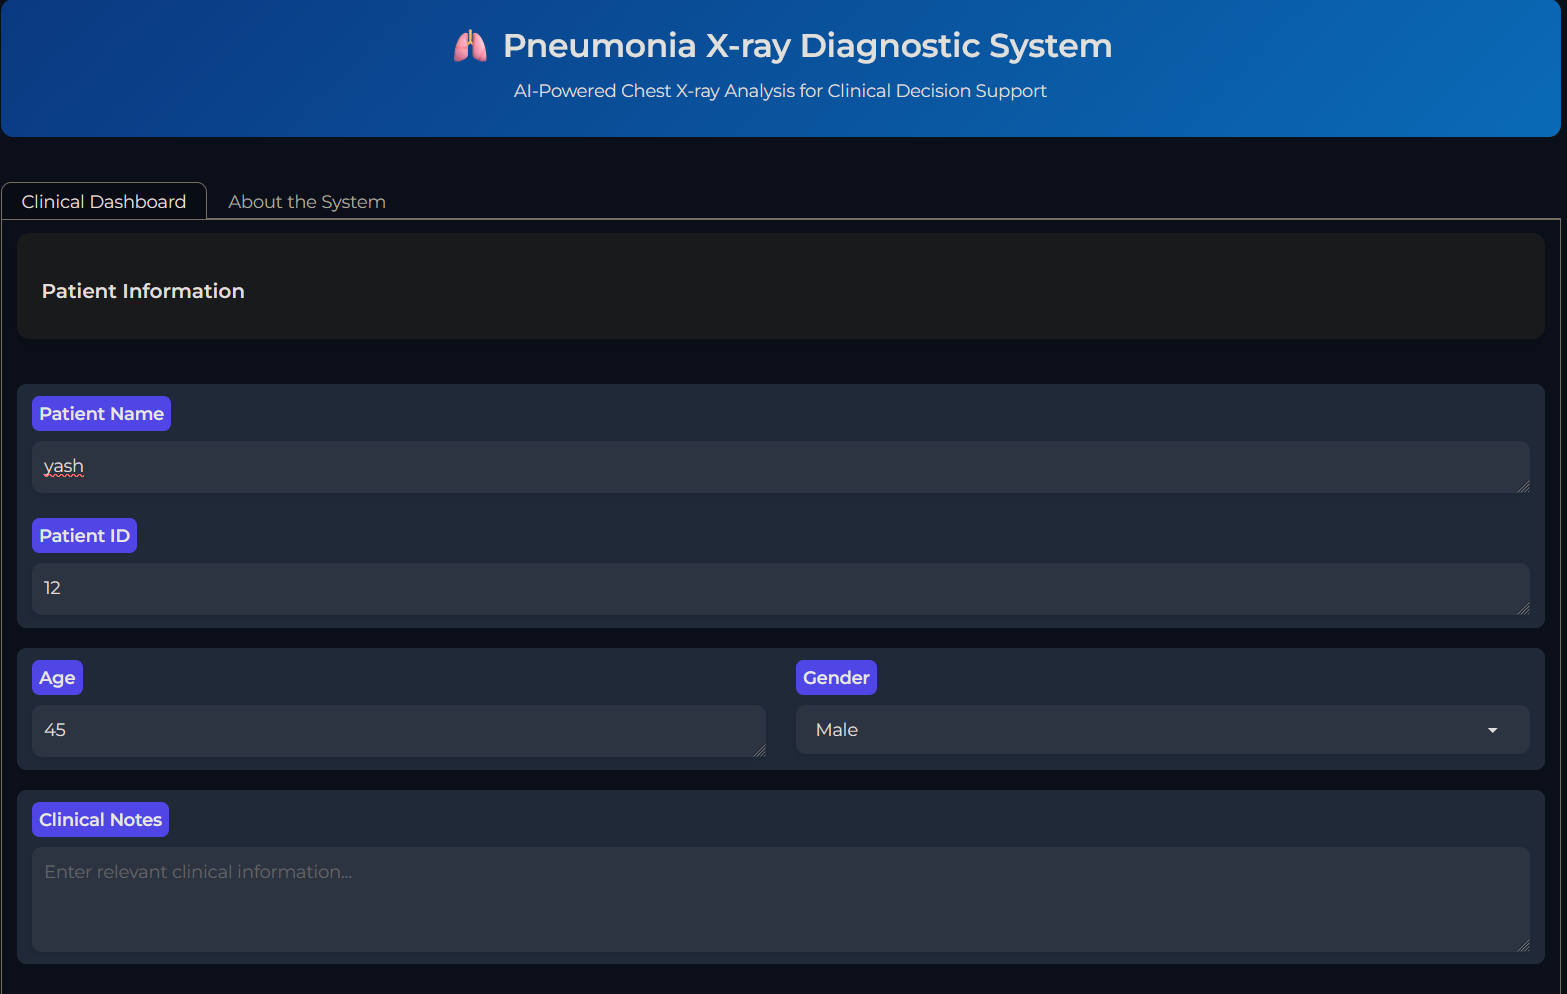 Pneumonia X-ray Diagnostic System
AI-Powered Chest X-ray Analysis for Clinical Decision Support
Clinical Dashboard About the System
Patient Information
Patient Name
yash
Patient ID
12
Age Gender
45 Male
Clinical Notes
Enter relevant clinical information...